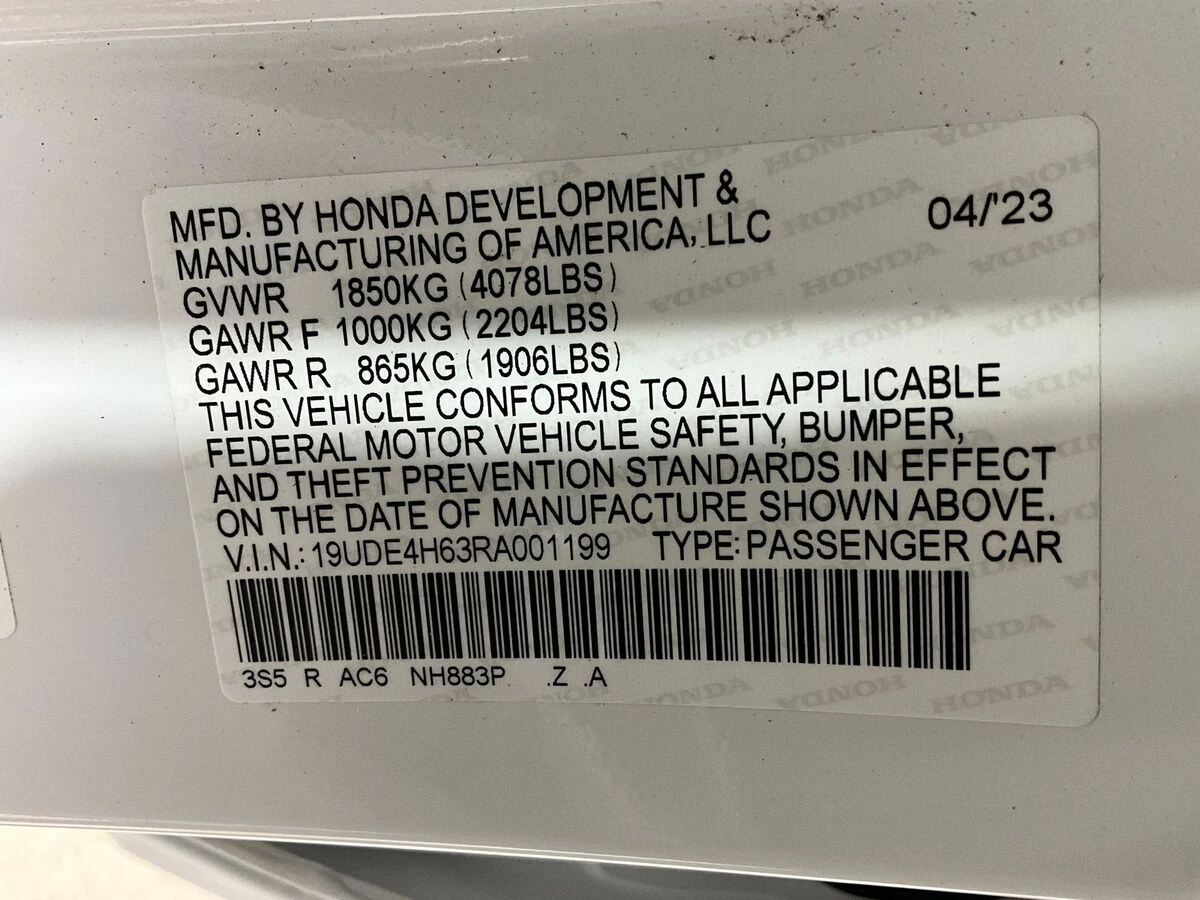 MFD. BY HONDA DEVELOPMENT &
MANUFACTURING OF AMERICA, LLC
04/'23
GVWR 1850KG (4078LBS)
GAWR F 1000KG (2204LBS)
GAWR R 865KG (1906LBS)
THIS VEHICLE CONFORMS TO ALL APPLICABLE
FEDERAL MOTOR VEHICLE SAFETY, BUMPER,
AND THEFT PREVENTION STANDARDS IN EFFECT
ON THE DATE OF MANUFACTURE SHOWN ABOVE.
V.I.N.: 19UDE4H63RA001199 TYPE: PASSENGER CAR
3S5 R AC6 NH883P .Z .A